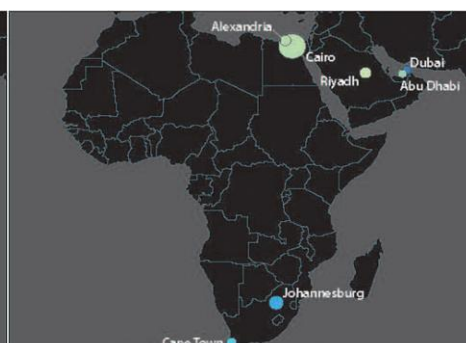 Alexandria
Cairo
Dubai
Riyadh
Abu Dhabi
Johannesburg
Cape Town